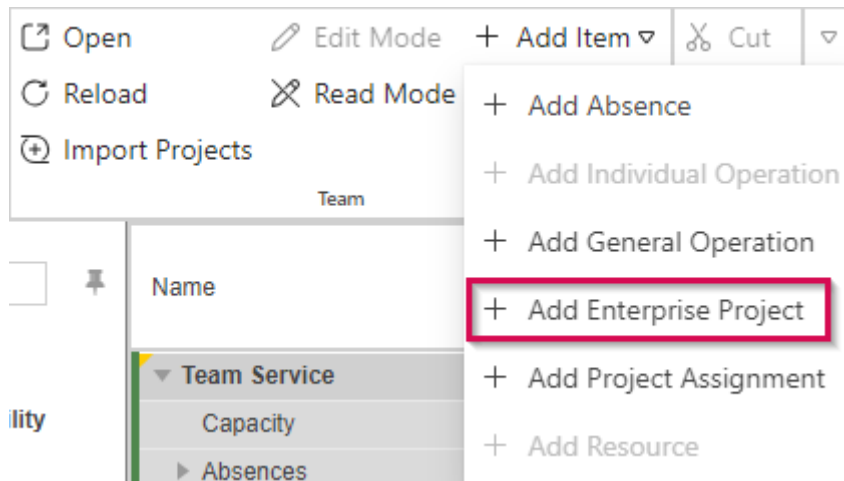 Open
Edit Mode
Add Item
Cut
Reload
Read Mode
Import Projects
Team
Add Absence
Add Individual Operation
Add General Operation
Add Enterprise Project
Add Project Assignment
Add Resource
Name
Team Service
Capacity
Absences
ility